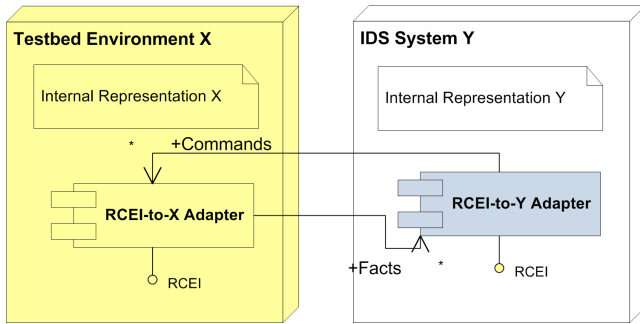 Testbed Environment X
IDS System Y
Internal Representation X
Internal Representation Y
* +Commands
RCEI-to-X Adapter
RCEI-to-Y Adapter
+Facts *
RCEI
RCEI